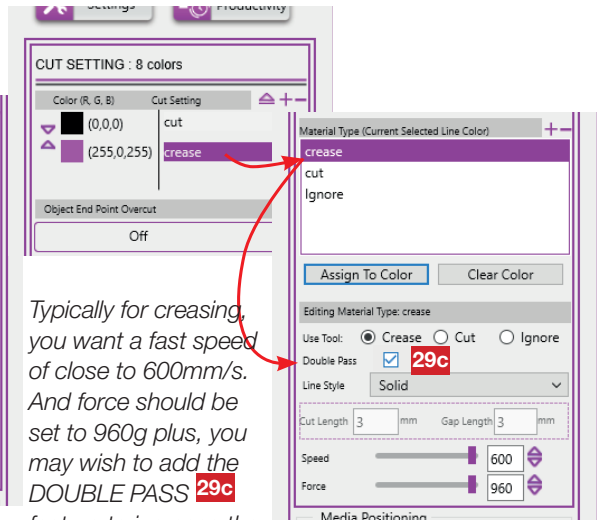 Settings
Productivity
CUT SETTING : 8 colors
Color (R, G, B) Cut Setting
(0,0,0) cut
(255,0,255) crease
Object End Point Overcut
Off
Typically for creasing,
you want a fast speed
of close to 600mm/s.
And force should be
set to 960g plus, you
may wish to add the
DOUBLE PASS 29c
Material Type (Current Selected Line Color)
crease
cut
Ignore
Assign To Color Clear Color
Editing Material Type: crease
Use Tool: Crease Cut Ignore
Double Pass 29c
Line Style Solid
Cut Length 3 mm Gap Length 3 mm
Speed 600
Force 960
Media Positioning